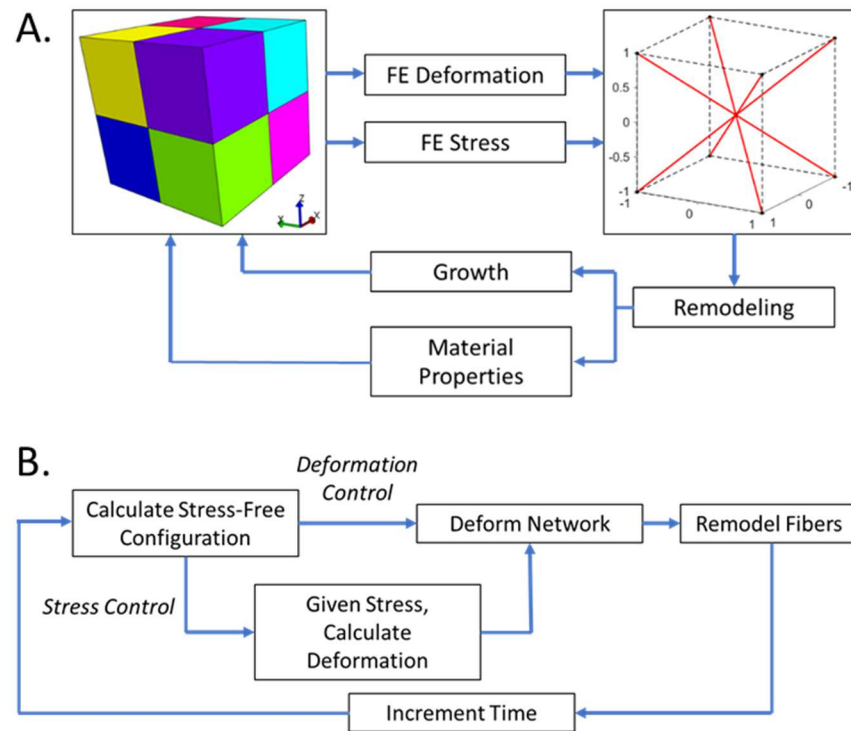 A.
FE Deformation
FE Stress
Growth
Material
Properties
Remodeling
z
x
x
1
0.5
0
-0.5
-1
-1
0
1
1
0
-1
B.
Deformation
Control
Calculate Stress-Free
Configuration
Deform Network
Remodel Fibers
Stress Control
Given Stress,
Calculate
Deformation
Increment Time